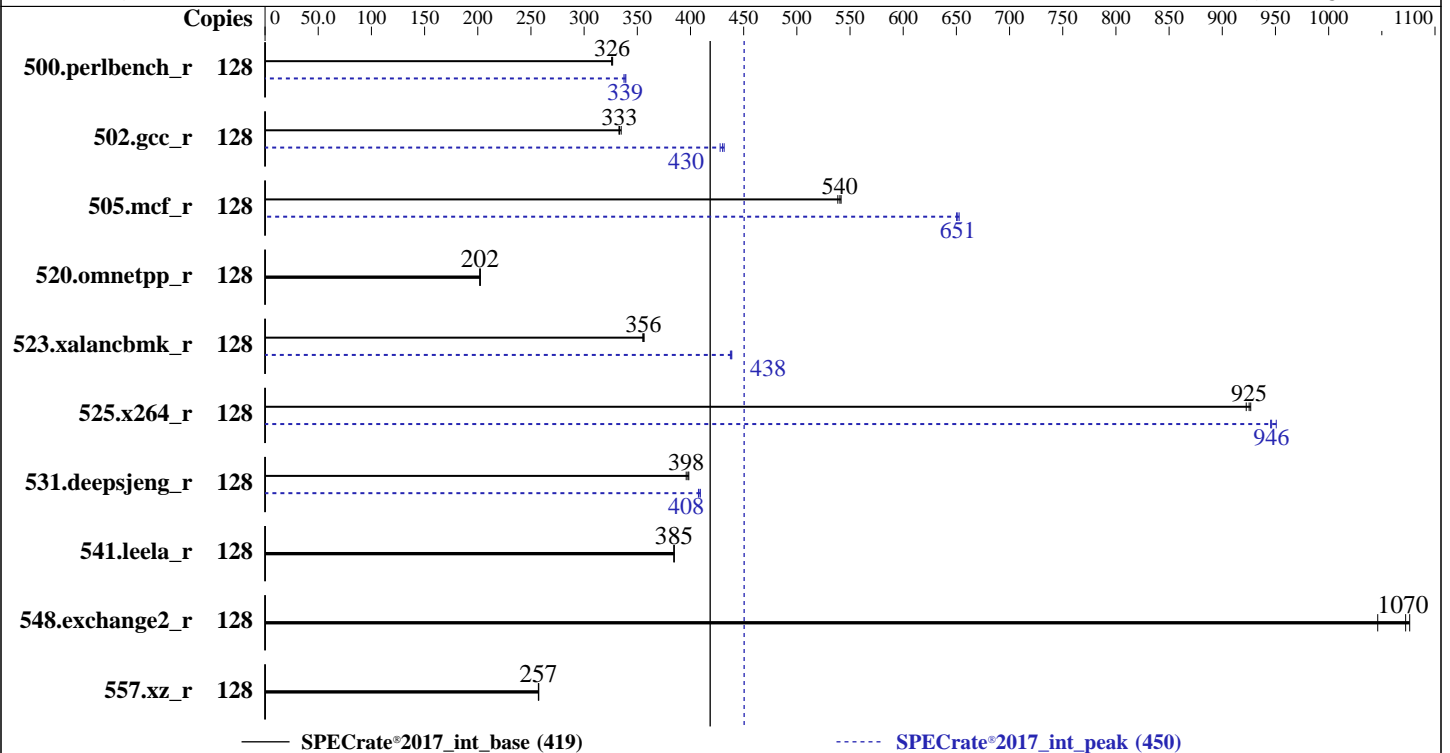 Copies 0 50.0 100 150 200 250 300 350 400 450 500 550 600 650 700 750 800 850 900 950 1000 1100
500.perlbench_r 128 326
339
502.gcc_r 128 333
430
505.mcf_r 128 540
651
520.omnetpp_r 128 202
523.xalancbmk_r 128 356
438
525.x264_r 128 925
946
531.deepsjeng_r 128 398
408
541.leela_r 128 385
548.exchange2_r 128 1070
557.xz_r 128 257
SPECrate®2017_int_base (419) SPECrate®2017_int_peak (450)